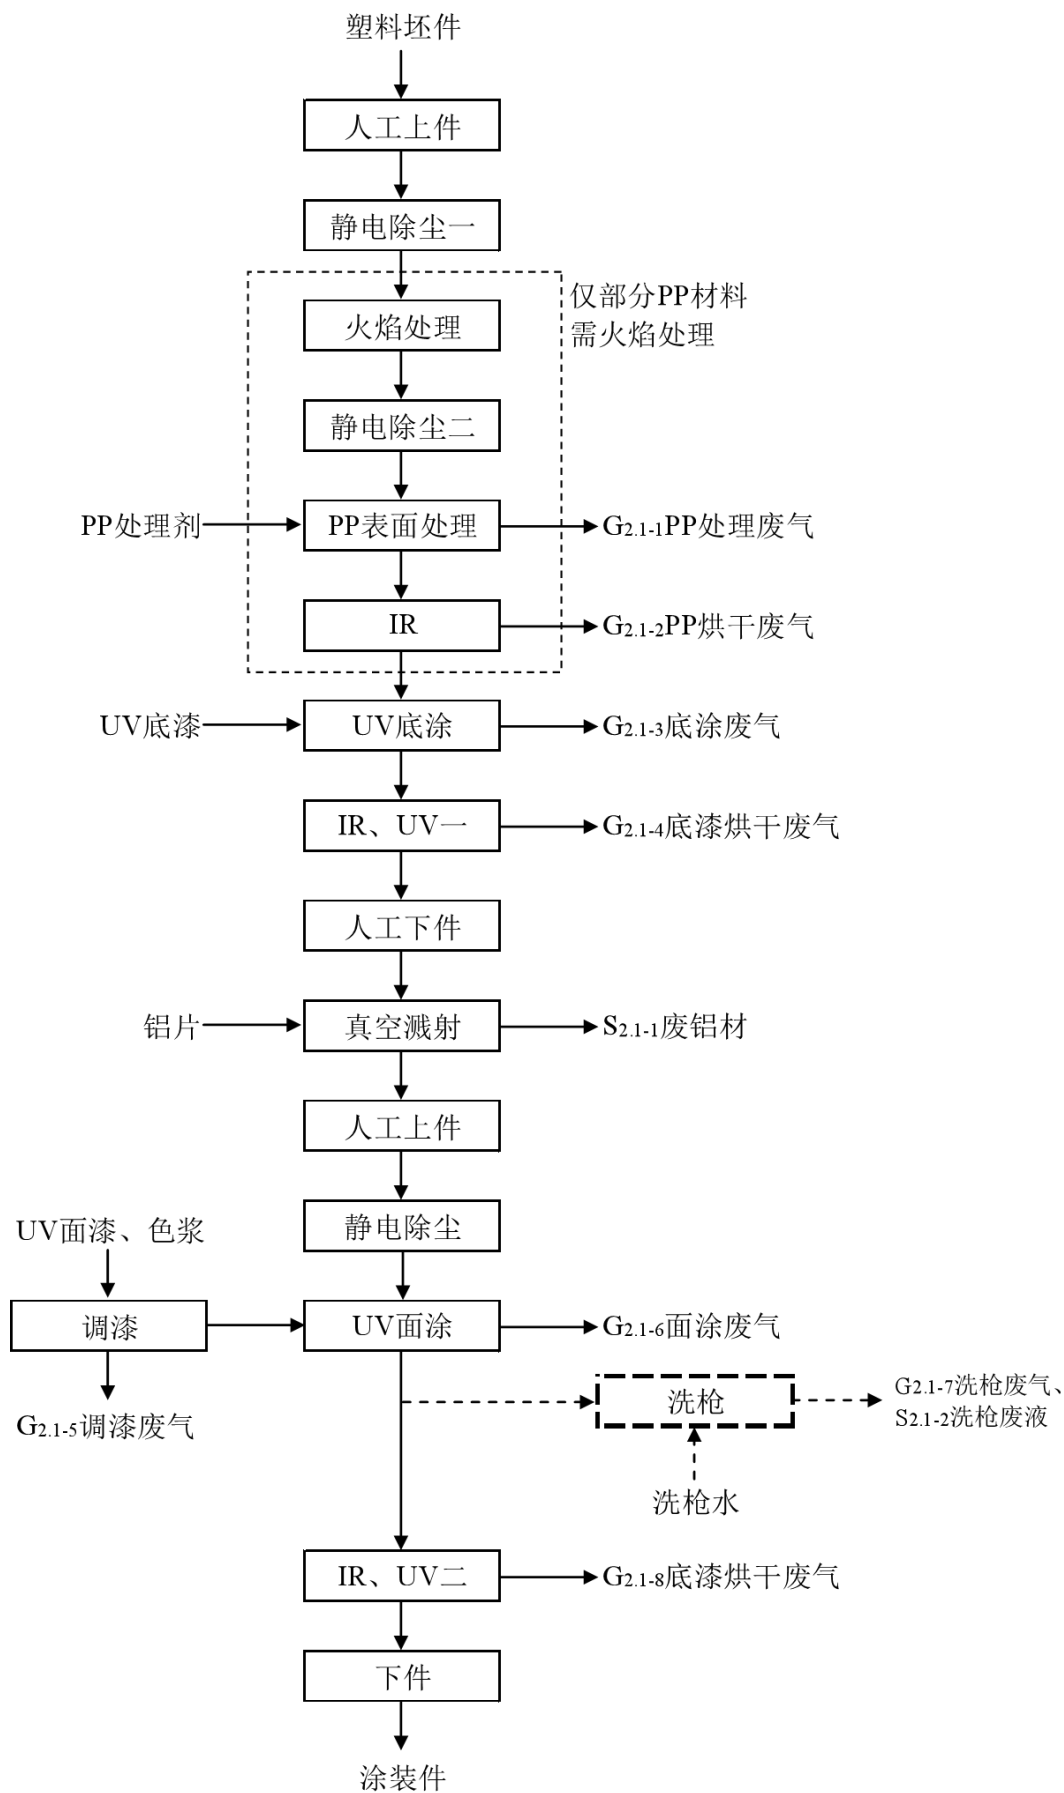 塑料坯件
人工上件
静电除尘一
仅部分PP材料
需火焰处理
火焰处理
静电除尘二
PP处理剂
PP表面处理
G2.1-1PP处理废气
IR
G2.1-2PP烘干废气
UV底漆
UV底涂
G2.1-3底涂废气
IR、UV一
G2.1-4底漆烘干废气
人工下件
铝片
真空溅射
S2.1-1废铝材
人工上件
静电除尘
UV面漆、色浆
调漆
UV面涂
G2.1-6面涂废气
G2.1-5调漆废气
洗枪
G2.1-7洗枪废气、
S2.1-2洗枪废液
洗枪水
IR、UV二
G2.1-8底漆烘干废气
下件
涂装件